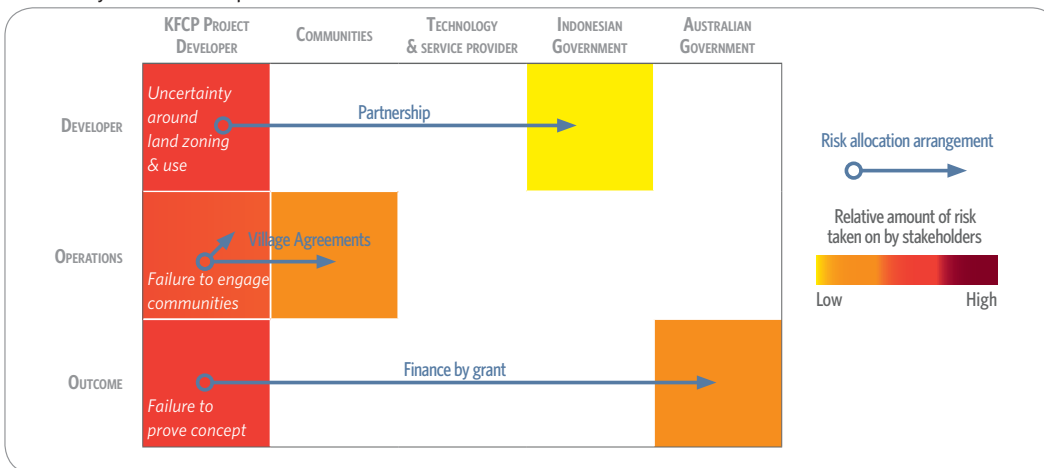 KFCP Project
Developer
Communities
Technology
& service provider
Indonesian
Government
Australian
Government
Developer
Uncertainty
around
land zoning
& use
Partnership
Operations
Village Agreements
Failure to engage
communities
Outcome
Finance by grant
Failure to
prove concept
Risk allocation arrangement
Relative amount of risk
taken on by stakeholders
Low High